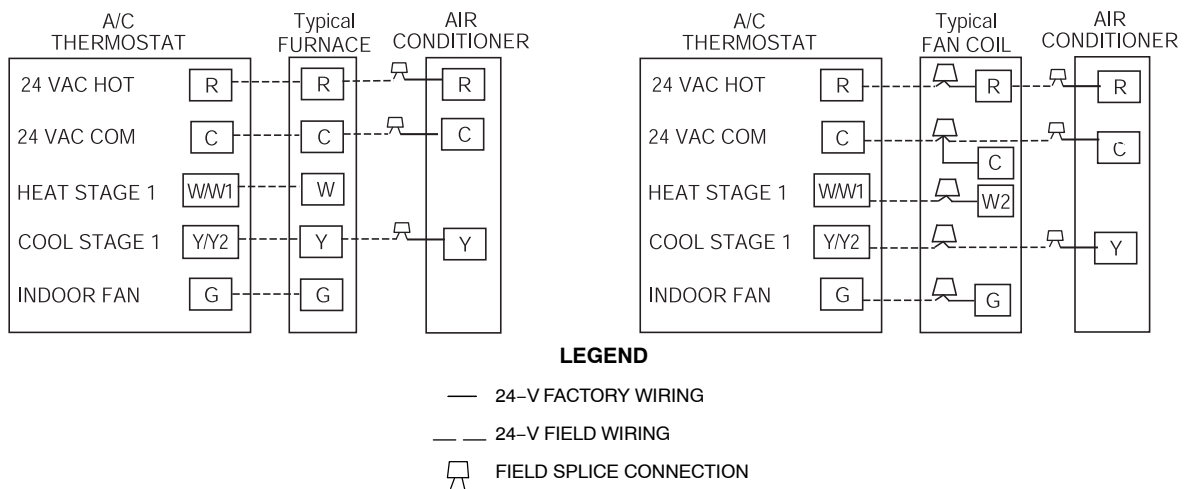 A/C
THERMOSTAT
Typical
FURNACE
AIR
CONDITIONER
24 VAC HOT R R R
24 VAC COM C C C
HEAT STAGE 1 W/W1 W
COOL STAGE 1 Y/Y2 Y Y
INDOOR FAN G G
A/C
THERMOSTAT
Typical
FAN COIL
AIR
CONDITIONER
24 VAC HOT R R R
24 VAC COM C C C
HEAT STAGE 1 W/W1 W2
COOL STAGE 1 Y/Y2 Y
INDOOR FAN G G
LEGEND
24–V FACTORY WIRING
24–V FIELD WIRING
FIELD SPLICE CONNECTION